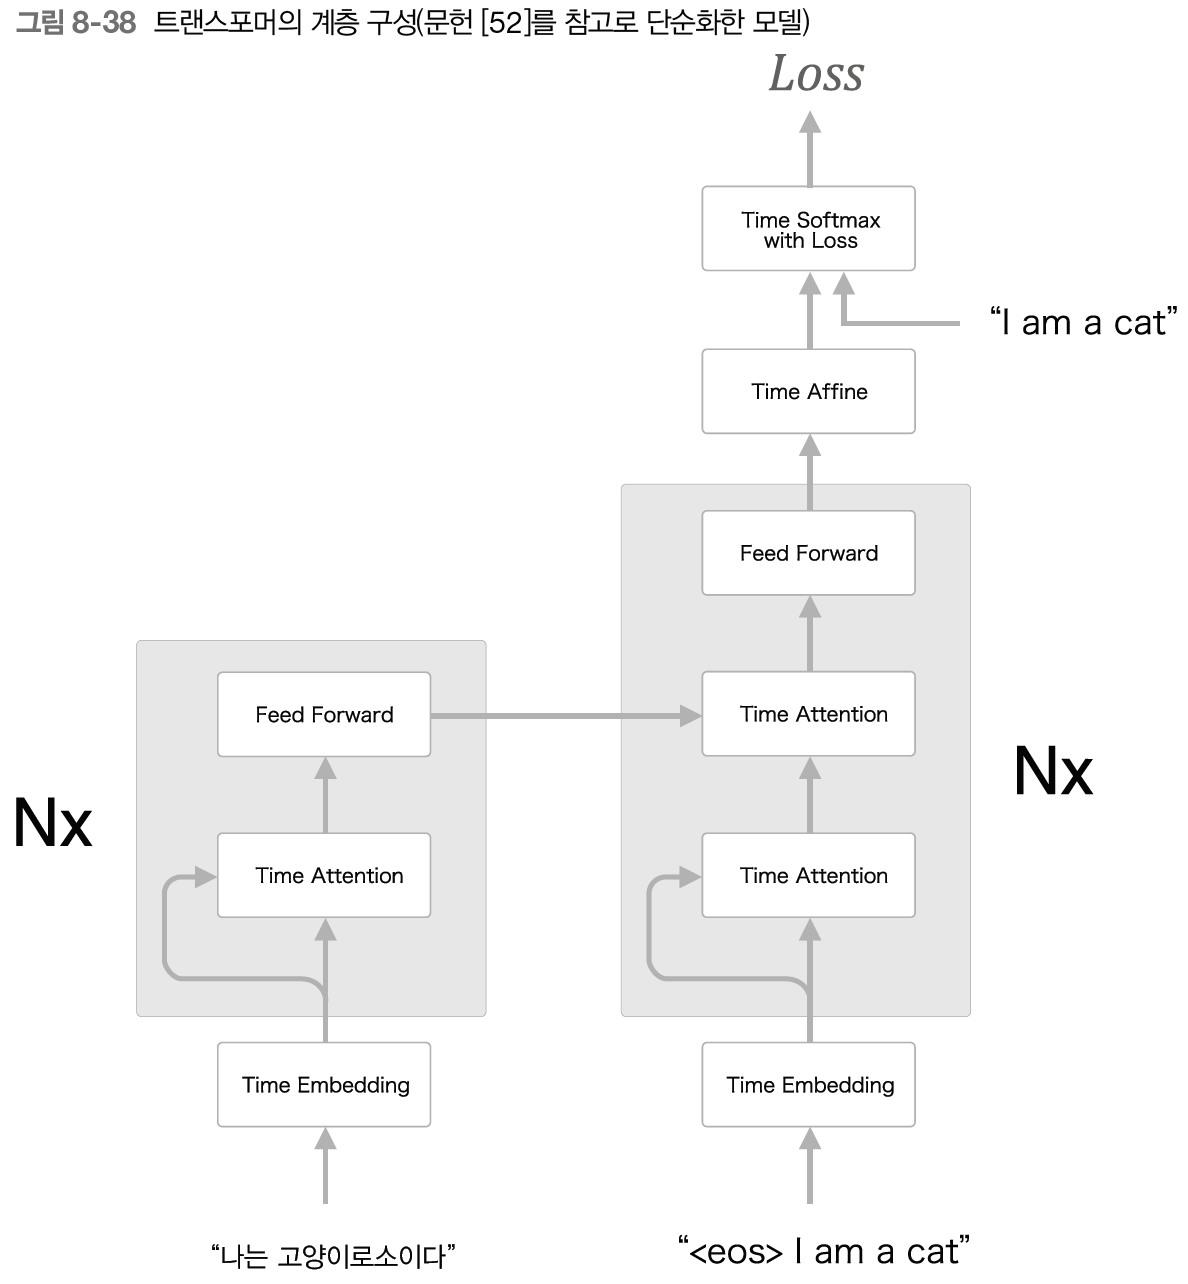 그림 8-38 트랜스포머의 계층 구성(문헌 [52]를 참고로 단순화한 모델)
Loss
Time Softmax
with Loss
“I am a cat”
Time Affine
Feed Forward
Feed Forward
Time Attention
Nx
Nx
Time Attention
Time Attention
Time Embedding
Time Embedding
“나는 고양이로소이다”
“<eos> I am a cat”